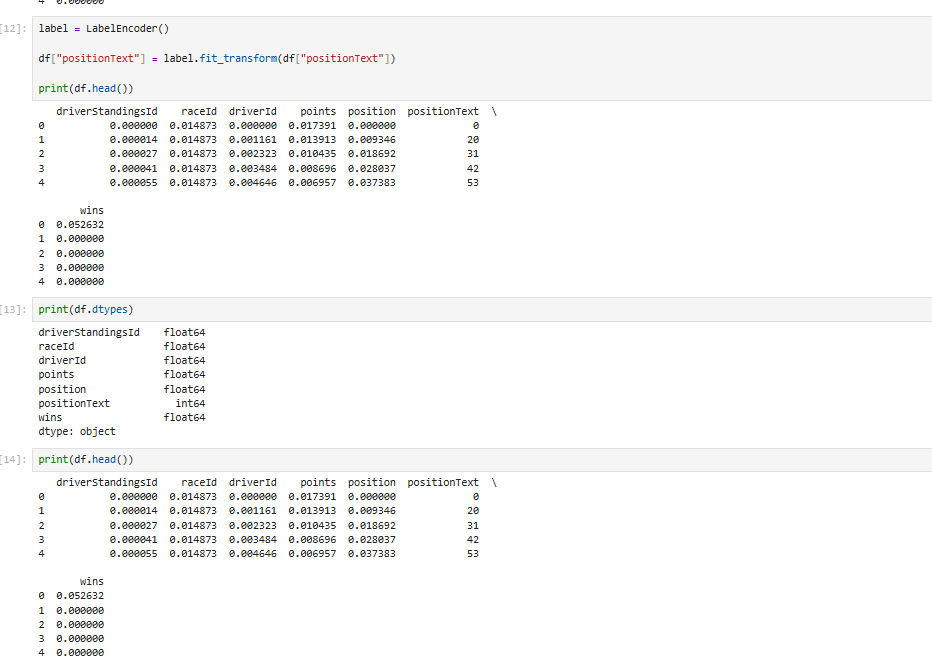 4 0.000000
[12]: label = LabelEncoder()
df["positionText"] = label.fit_transform(df["positionText"])
print(df.head())
driverStandingsId raceId driverId points position positionText \
0 0.000000 0.014873 0.000000 0.017391 0.000000 0
1 0.000014 0.014873 0.001161 0.013913 0.009346 20
2 0.000027 0.014873 0.002323 0.010435 0.018692 31
3 0.000041 0.014873 0.003484 0.008696 0.028037 42
4 0.000055 0.014873 0.004646 0.006957 0.037383 53
wins
0 0.052632
1 0.000000
2 0.000000
3 0.000000
4 0.000000
[13]: print(df.dtypes)
driverStandingsId float64
raceId float64
driverId float64
points float64
position float64
positionText int64
wins float64
dtype: object
[14]: print(df.head())
driverStandingsId raceId driverId points position positionText \
0 0.000000 0.014873 0.000000 0.017391 0.000000 0
1 0.000014 0.014873 0.001161 0.013913 0.009346 20
2 0.000027 0.014873 0.002323 0.010435 0.018692 31
3 0.000041 0.014873 0.003484 0.008696 0.028037 42
4 0.000055 0.014873 0.004646 0.006957 0.037383 53
wins
0 0.052632
1 0.000000
2 0.000000
3 0.000000
4 0.000000